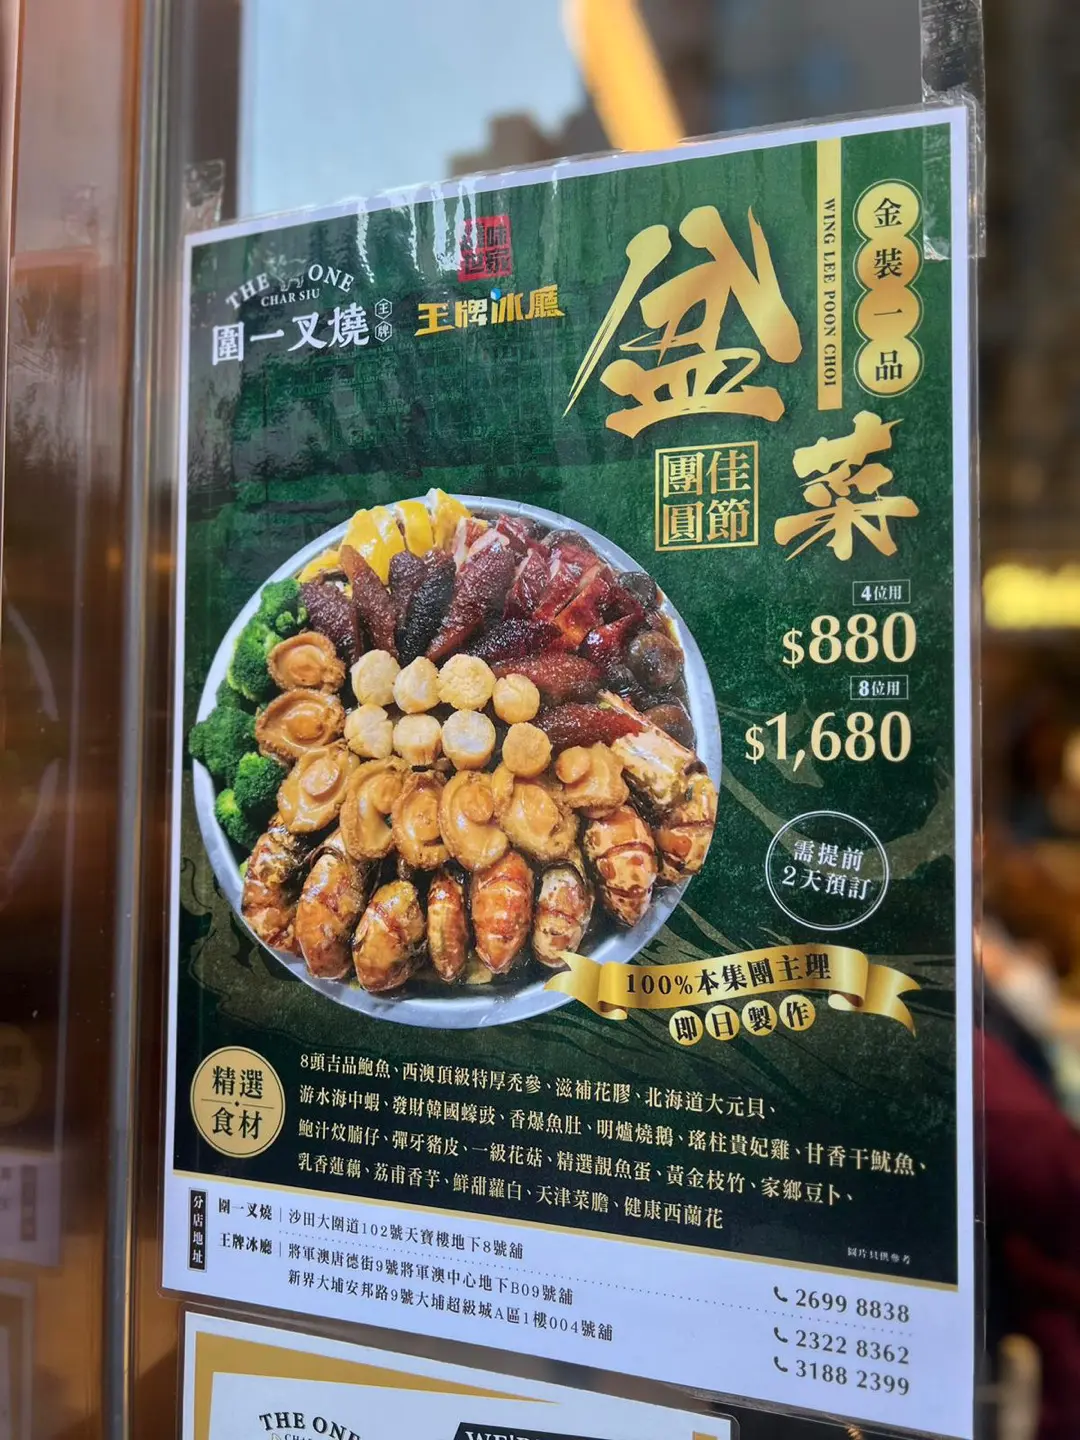 THE ONE
CHAR SIU
圍一叉燒
王牌
王牌冰廳
盛菜
WING LEE POON CHOI
金裝一品
佳節
團圓
4位用
$880
8位用
$1,680
需提前
2天預訂
100%本集團主理
即日製作
精選
食材
8頭吉品鮑魚、西澳頂級特厚禿參、滋補花膠、北海道大元貝、
游水海中蝦、發財韓國蠔豉、香爆魚肚、明爐燒鵝、瑤柱貴妃雞、甘香干魷魚、
鮑汁炆腩仔、彈牙豬皮、一級花菇、精選靚魚蛋、黃金枝竹、家鄉豆卜、
乳香蓮藕、荔甫香芋、鮮甜蘿白、天津菜膽、健康西蘭花
圖片只供參考
分店地址
圍一叉燒 | 沙田大圍道102號天寶樓地下8號舖
2699 8838
王牌冰廳 | 將軍澳唐德街9號將軍澳中心地下B09號舖
2322 8362
新界大埔安邦路9號大埔超級城A區1樓004號舖
3188 2399
THE ONE